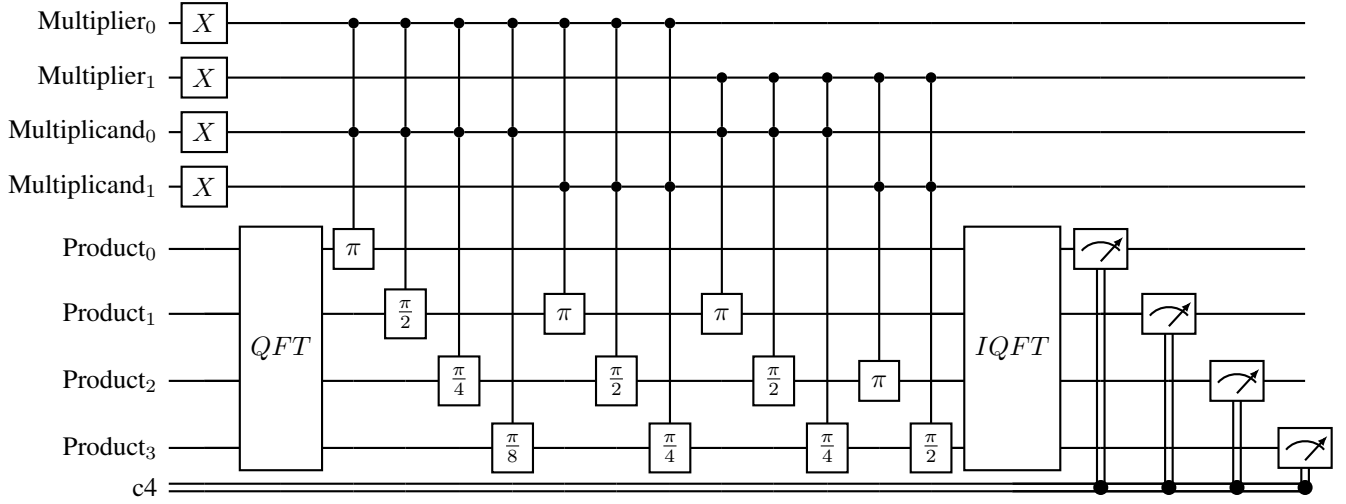 Multiplier₀ X
Multiplier₁ X
Multiplicand₀ X
Multiplicand₁ X
Product₀ π
Product₁ π/2 π π
QFT IQFT
Product₂ π/4 π/2 π/2 π
Product₃ π/8 π/4 π/4 π/2
c4